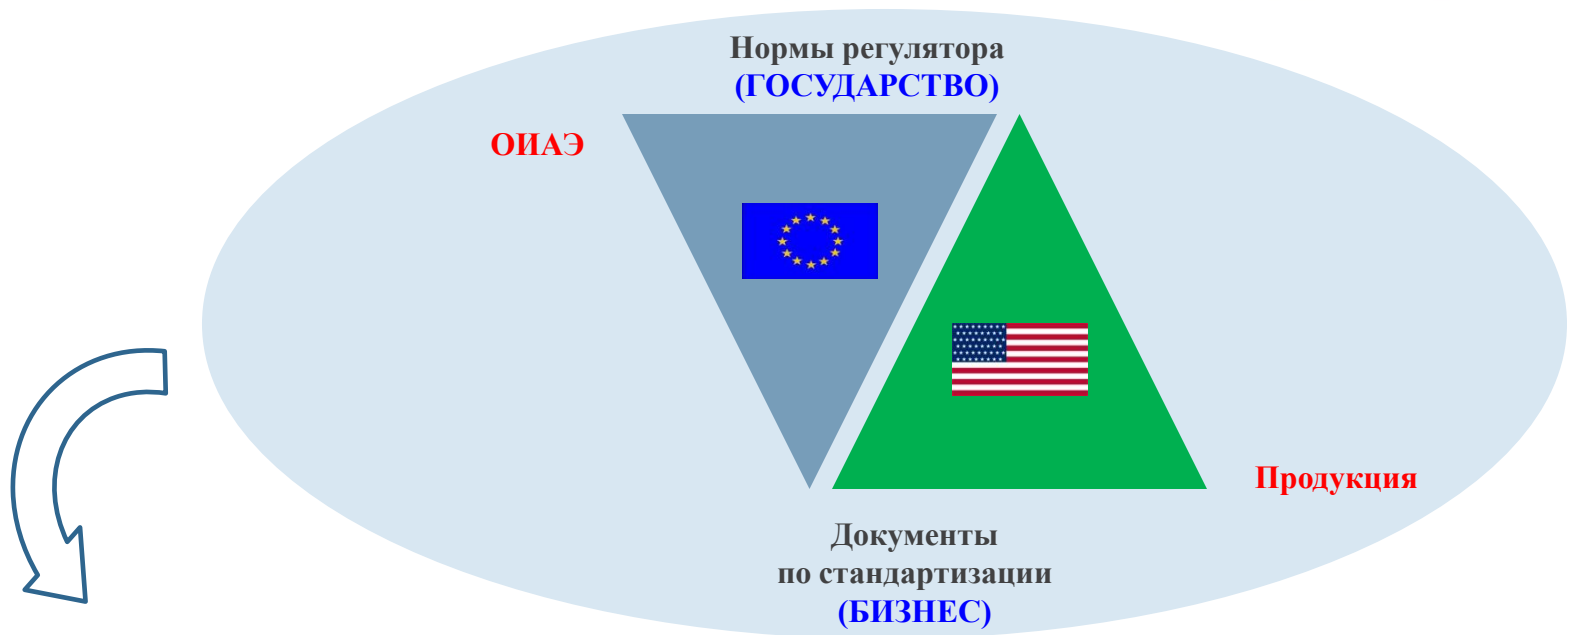 Нормы регулятора
(ГОСУДАРСТВО)
ОИАЭ
Продукция
Документы
по стандартизации
(БИЗНЕС)